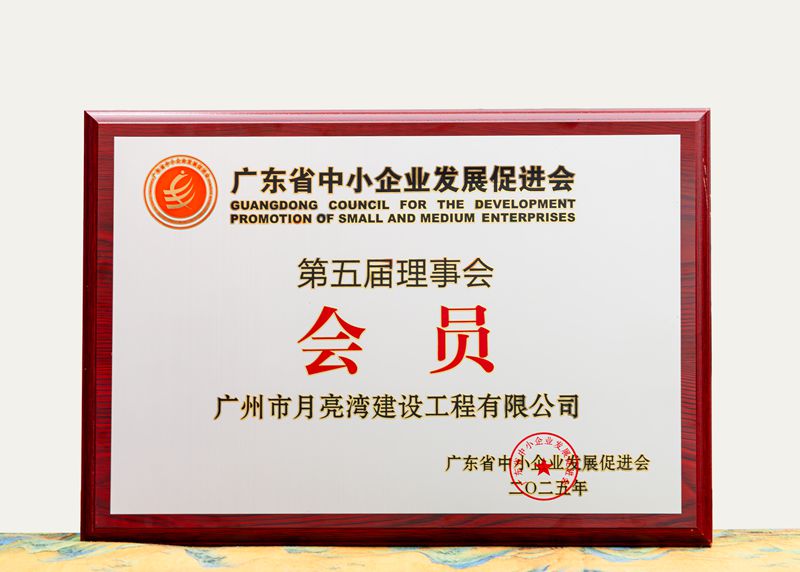 广东省中小企业发展促进会
GUANGDONG COUNCIL FOR THE DEVELOPMENT
PROMOTION OF SMALL AND MEDIUM ENTERPRISES
第五届理事会
会员
广州市月亮湾建设工程有限公司
广东省中小企业发展促进会
二〇二五年